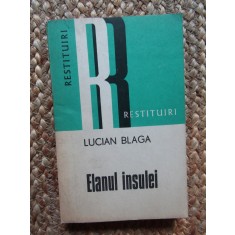 RESTITUIRI
R
RESTITUIRI
LUCIAN BLAGA
Elanul insulei